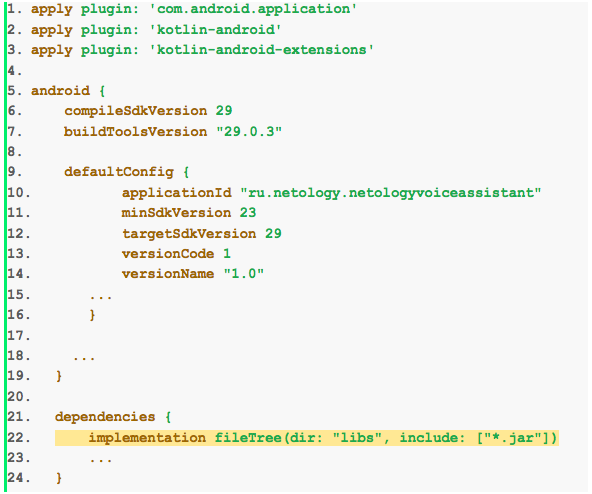 1. apply plugin: 'com.android.application'
2. apply plugin: 'kotlin-android'
3. apply plugin: 'kotlin-android-extensions'
4.
5. android {
6.     compileSdkVersion 29
7.     buildToolsVersion "29.0.3"
8.
9.     defaultConfig {
10.            applicationId "ru.netology.netologyvoiceassistant"
11.            minSdkVersion 23
12.            targetSdkVersion 29
13.            versionCode 1
14.            versionName "1.0"
15.        ...
16.        }
17.
18.      ...
19.    }
20.
21.    dependencies {
22.        implementation fileTree(dir: "libs", include: ["*.jar"])
23.        ...
24.    }